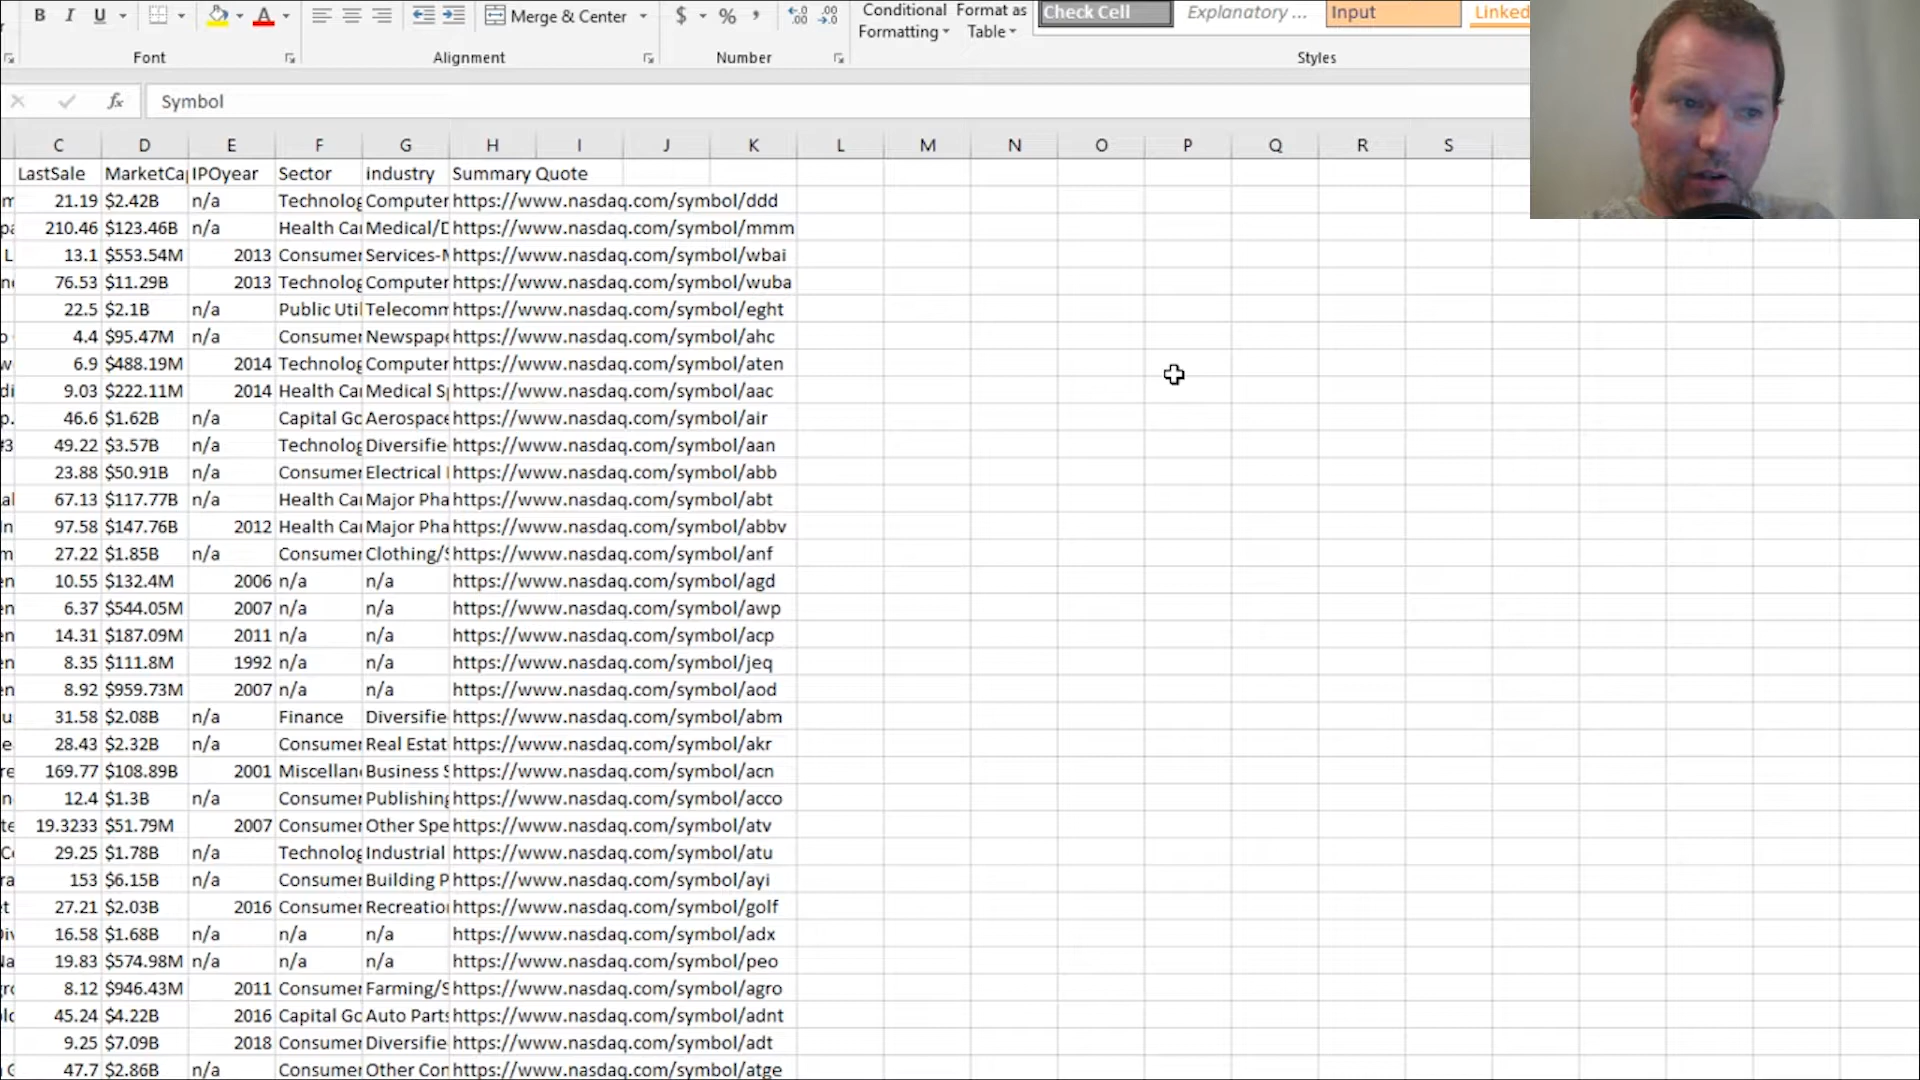 B I U Merge & Center $ % , Conditional Formatting Format as Table Check Cell Explanatory ... Input Linked
Font Alignment Number Styles
fx Symbol
C D E F G H I J K L M N O P Q R S
LastSale MarketCa IPOyear Sector industry Summary Quote
21.19 $2.42B n/a Technolog Computer https://www.nasdaq.com/symbol/ddd
210.46 $123.46B n/a Health Ca Medical/D https://www.nasdaq.com/symbol/mmm
L 13.1 $553.54M 2013 Consumer Services-M https://www.nasdaq.com/symbol/wbai
76.53 $11.29B 2013 Technolog Computer https://www.nasdaq.com/symbol/wuba
22.5 $2.1B n/a Public Util Telecomm https://www.nasdaq.com/symbol/eght
4.4 $95.47M n/a Consumer Newspape https://www.nasdaq.com/symbol/ahc
6.9 $488.19M 2014 Technolog Computer https://www.nasdaq.com/symbol/aten
9.03 $222.11M 2014 Health Ca Medical Sp https://www.nasdaq.com/symbol/aac
46.6 $1.62B n/a Capital Go Aerospace https://www.nasdaq.com/symbol/air
49.22 $3.57B n/a Technolog Diversifie https://www.nasdaq.com/symbol/aan
23.88 $50.91B n/a Consumer Electrical https://www.nasdaq.com/symbol/abb
67.13 $117.77B n/a Health Ca Major Pha https://www.nasdaq.com/symbol/abt
97.58 $147.76B 2012 Health Ca Major Pha https://www.nasdaq.com/symbol/abbv
27.22 $1.85B n/a Consumer Clothing/S https://www.nasdaq.com/symbol/anf
10.55 $132.4M 2006 n/a n/a https://www.nasdaq.com/symbol/agd
6.37 $544.05M 2007 n/a n/a https://www.nasdaq.com/symbol/awp
14.31 $187.09M 2011 n/a n/a https://www.nasdaq.com/symbol/acp
8.35 $111.8M 1992 n/a n/a https://www.nasdaq.com/symbol/jeq
8.92 $959.73M 2007 n/a n/a https://www.nasdaq.com/symbol/aod
31.58 $2.08B n/a Finance Diversifie https://www.nasdaq.com/symbol/abm
28.43 $2.32B n/a Consumer Real Estat https://www.nasdaq.com/symbol/akr
169.77 $108.89B 2001 Miscellan Business S https://www.nasdaq.com/symbol/acn
12.4 $1.3B n/a Consumer Publishing https://www.nasdaq.com/symbol/acco
19.3233 $51.79M 2007 Consumer Other Spe https://www.nasdaq.com/symbol/atv
29.25 $1.78B n/a Technolog Industrial https://www.nasdaq.com/symbol/atu
153 $6.15B n/a Consumer Building P https://www.nasdaq.com/symbol/ayi
27.21 $2.03B 2016 Consumer Recreation https://www.nasdaq.com/symbol/golf
16.58 $1.68B n/a n/a n/a https://www.nasdaq.com/symbol/adx
19.83 $574.98M n/a n/a n/a https://www.nasdaq.com/symbol/peo
8.12 $946.43M 2011 Consumer Farming/S https://www.nasdaq.com/symbol/agro
45.24 $4.22B 2016 Capital Go Auto Parts https://www.nasdaq.com/symbol/adnt
9.25 $7.09B 2018 Consumer Diversifie https://www.nasdaq.com/symbol/adt
47.7 $2.86B n/a Consumer Other Con https://www.nasdaq.com/symbol/atge